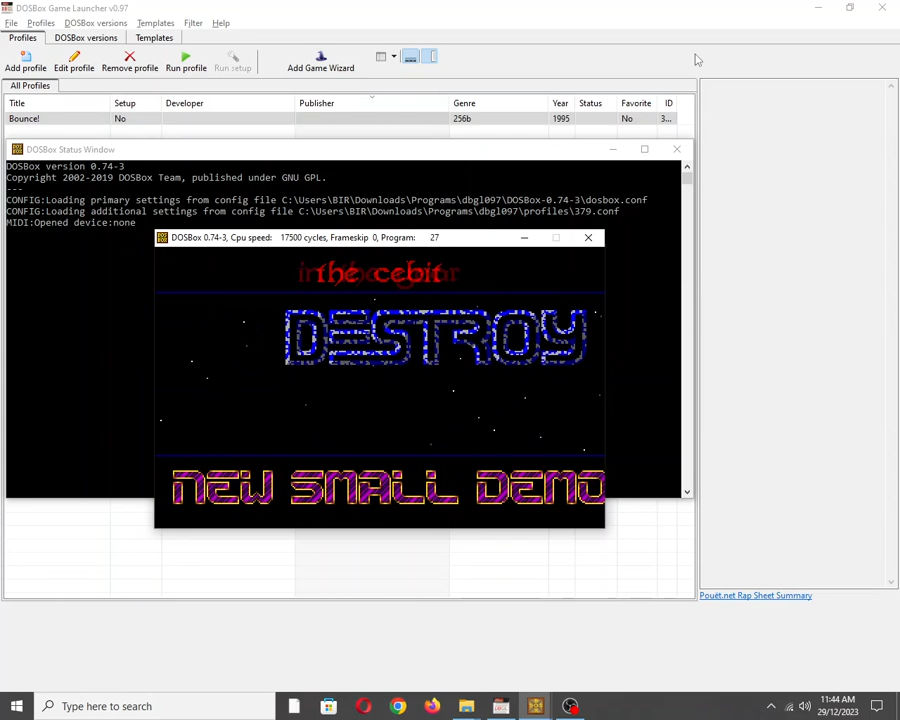 DOSBox Game Launcher v0.97
File Profiles DOSBox versions Templates Filter Help
Profiles DOSBox versions Templates
Add profile Edit profile Remove profile Run profile Run setup Add Game Wizard
All Profiles
Title Setup Developer Publisher Genre Year Status Favorite ID
Bounce! No 256b 1995 No 3...
DOSBox Status Window
DOSBox version 0.74-3
Copyright 2002-2019 DOSBox Team, published under GNU GPL.
---
CONFIG:Loading primary settings from config file C:\Users\BIR\Downloads\Programs\dbgl097\DOSBox-0.74-3\dosbox.conf
CONFIG:Loading additional settings from config file C:\Users\BIR\Downloads\Programs\dbgl097\profiles\379.conf
MIDI:Opened device:none
DOSBox 0.74-3, Cpu speed: 17500 cycles, Frameskip 0, Program: 27
the cebit
DESTROY
NEW SMALL DEMO
Pouët.net Rap Sheet Summary
Type here to search
11:44 AM
29/12/2023